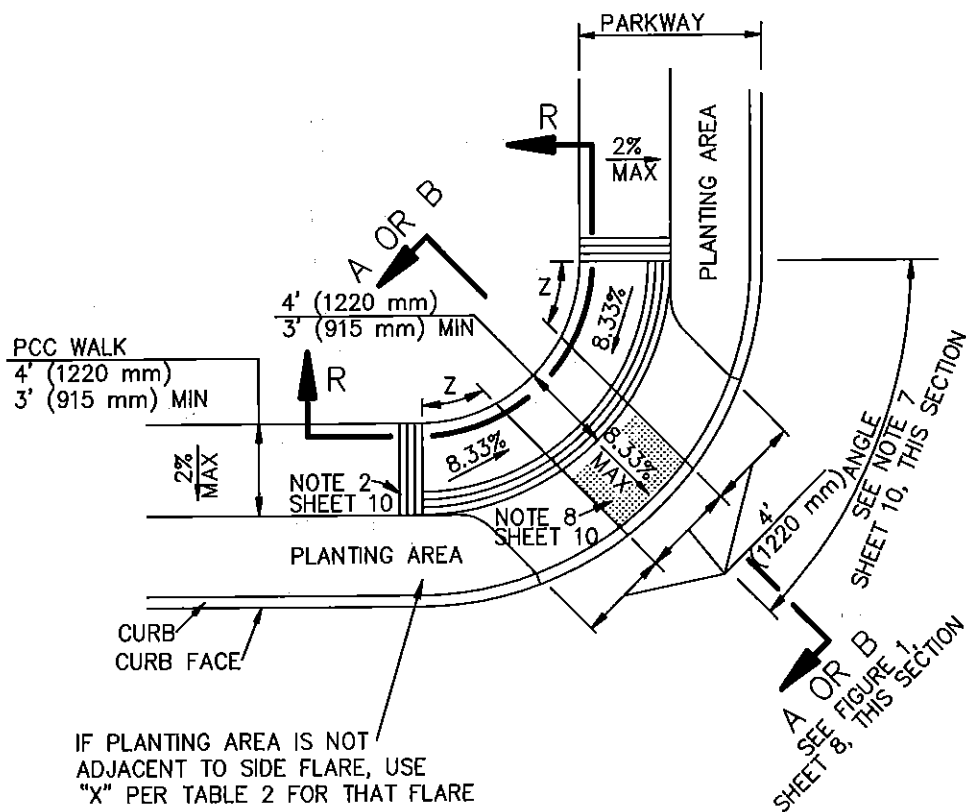 PARKWAY
R
2%
MAX
PLANTING AREA
A OR B
4' (1220 mm)
3' (915 mm) MIN
Z
8.33%
PCC WALK
4' (1220 mm)
3' (915 mm) MIN
R
Z
8.33%
2%
MAX
NOTE 2
SHEET 10
8.33%
MAX
NOTE 8
SHEET 10
4'
(1220 mm)
ANGLE
SEE NOTE 7
SHEET 10, THIS SECTION
PLANTING AREA
CURB
CURB FACE
A OR B
SEE FIGURE 1,
SHEET 8, THIS SECTION
IF PLANTING AREA IS NOT
ADJACENT TO SIDE FLARE, USE
"X" PER TABLE 2 FOR THAT FLARE